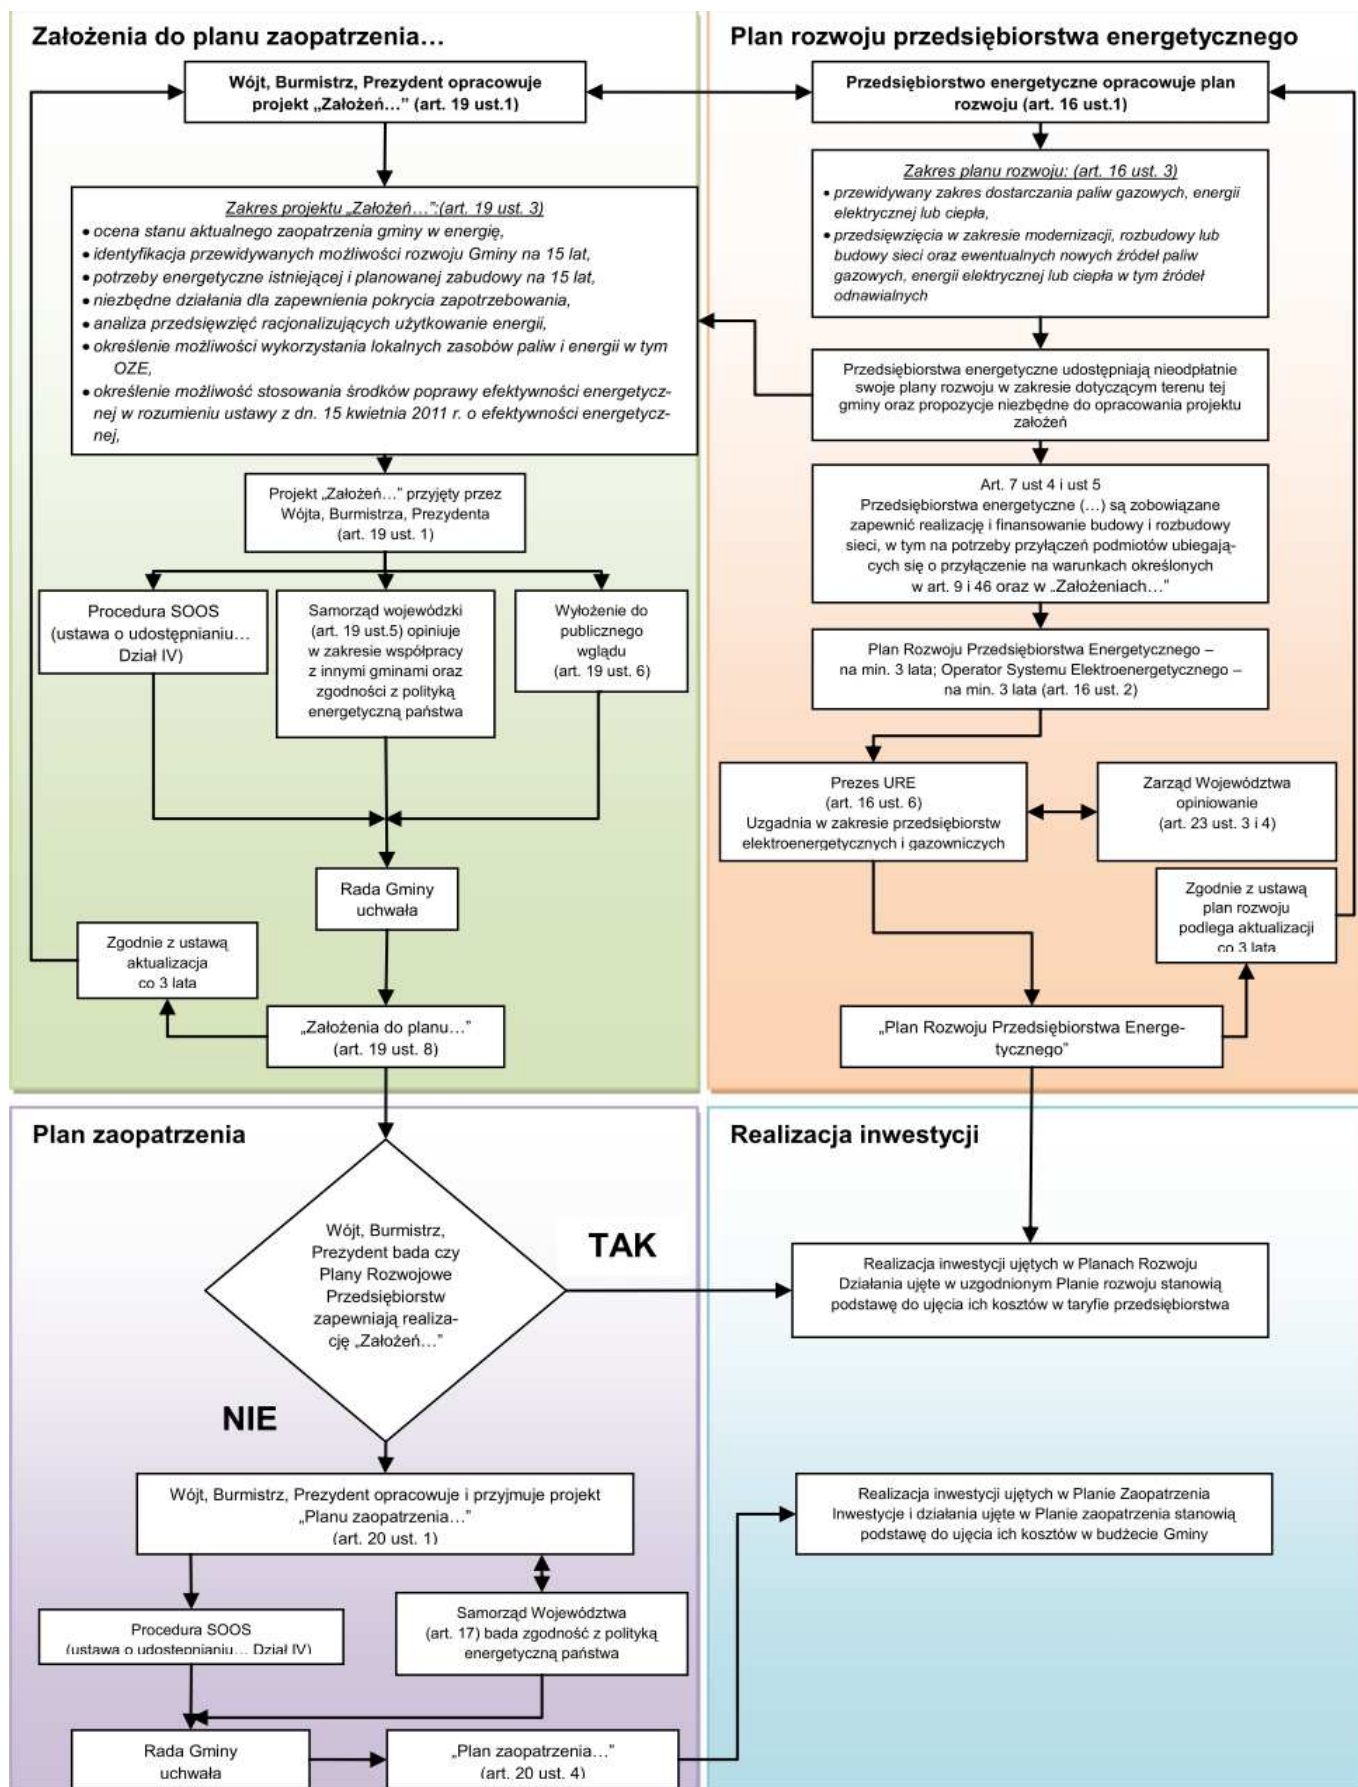 Założenia do planu zaopatrzenia…
Wójt, Burmistrz, Prezydent opracowuje
projekt „Założeń…” (art. 19 ust.1)
Zakres projektu „Założeń…”:(art. 19 ust. 3)
• ocena stanu aktualnego zaopatrzenia gminy w energię,
• identyfikacja przewidywanych możliwości rozwoju Gminy na 15 lat,
• potrzeby energetyczne istniejącej i planowanej zabudowy na 15 lat,
• niezbędne działania dla zapewnienia pokrycia zapotrzebowania,
• analiza przedsięwzięć racjonalizujących użytkowanie energii,
• określenie możliwości wykorzystania lokalnych zasobów paliw i energii w tym
OZE,
• określenie możliwość stosowania środków poprawy efektywności energetycz-
nej w rozumieniu ustawy z dn. 15 kwietnia 2011 r. o efektywności energetycz-
nej,
Projekt „Założeń…” przyjęty przez
Wójta, Burmistrza, Prezydenta
(art. 19 ust. 1)
Procedura SOOS
(ustawa o udostępnianiu…
Dział IV)
Samorząd wojewódzki
(art. 19 ust.5) opiniuje
w zakresie współpracy
z innymi gminami oraz
zgodności z polityką
energetyczną państwa
Wyłożenie do
publicznego
wglądu
(art. 19 ust. 6)
Rada Gminy
uchwała
Zgodnie z ustawą
aktualizacja
co 3 lata
„Założenia do planu…”
(art. 19 ust. 8)
Plan rozwoju przedsiębiorstwa energetycznego
Przedsiębiorstwo energetyczne opracowuje plan
rozwoju (art. 16 ust.1)
Zakres planu rozwoju: (art. 16 ust. 3)
• przewidywany zakres dostarczania paliw gazowych, energii
elektrycznej lub ciepła,
• przedsięwzięcia w zakresie modernizacji, rozbudowy lub
budowy sieci oraz ewentualnych nowych źródeł paliw
gazowych, energii elektrycznej lub ciepła w tym źródeł
odnawialnych
Przedsiębiorstwa energetyczne udostępniają nieodpłatnie
swoje plany rozwoju w zakresie dotyczącym terenu tej
gminy oraz propozycje niezbędne do opracowania projektu
założeń
Art. 7 ust 4 i ust 5
Przedsiębiorstwa energetyczne (…) są zobowiązane
zapewnić realizację i finansowanie budowy i rozbudowy
sieci, w tym na potrzeby przyłączeń podmiotów ubiegają-
cych się o przyłączenie na warunkach określonych
w art. 9 i 46 oraz w „Założeniach…”
Plan Rozwoju Przedsiębiorstwa Energetycznego –
na min. 3 lata; Operator Systemu Elektroenergetycznego –
na min. 3 lata (art. 16 ust. 2)
Prezes URE
(art. 16 ust. 6)
Uzgadnia w zakresie przedsiębiorstw
elektroenergetycznych i gazowniczych
Zarząd Województwa
opiniowanie
(art. 23 ust. 3 i 4)
Zgodnie z ustawą
plan rozwoju
podlega aktualizacji
co 3 lata
„Plan Rozwoju Przedsiębiorstwa Energe-
tycznego”
Plan zaopatrzenia
Wójt, Burmistrz,
Prezydent bada czy
Plany Rozwojowe
Przedsiębiorstw
zapewniają realiza-
cję „Założeń…”
TAK
NIE
Wójt, Burmistrz, Prezydent opracowuje i przyjmuje projekt
„Planu zaopatrzenia…”
(art. 20 ust. 1)
Procedura SOOS
(ustawa o udostępnianiu… Dział IV)
Samorząd Województwa
(art. 17) bada zgodność z polityką
energetyczną państwa
Rada Gminy
uchwała
„Plan zaopatrzenia…”
(art. 20 ust. 4)
Realizacja inwestycji
Realizacja inwestycji ujętych w Planach Rozwoju
Działania ujęte w uzgodnionym Planie rozwoju stanowią
podstawę do ujęcia ich kosztów w taryfie przedsiębiorstwa
Realizacja inwestycji ujętych w Planie Zaopatrzenia
Inwestycje i działania ujęte w Planie zaopatrzenia stanowią
podstawę do ujęcia ich kosztów w budżecie Gminy